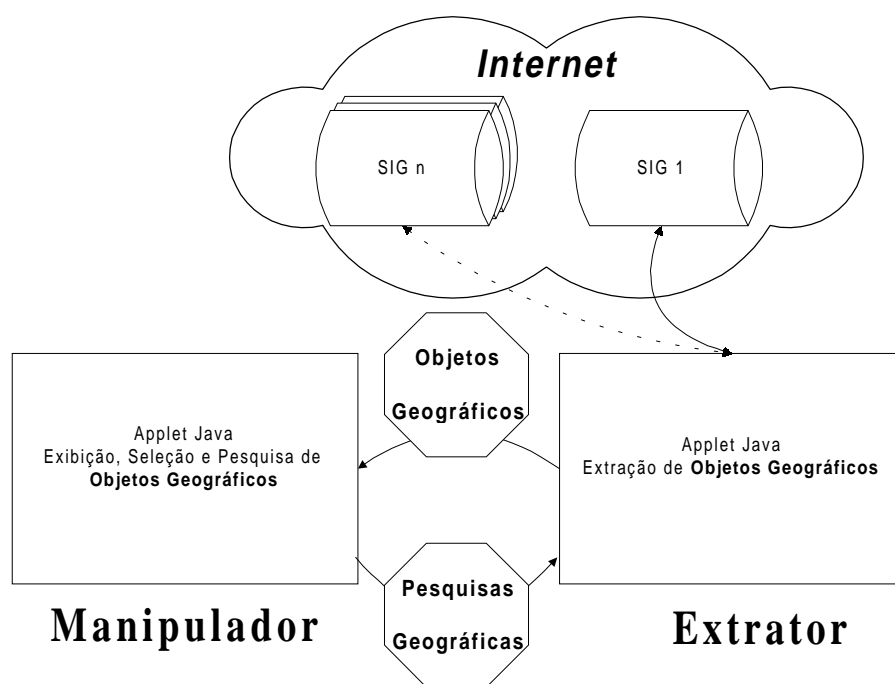 Internet
SIG n
SIG 1
Objetos
Geográficos
Applet Java
Exibição, Seleção e Pesquisa de
Objetos Geográficos
Applet Java
Extração de Objetos Geográficos
Pesquisas
Geográficas
Manipulador
Extrator